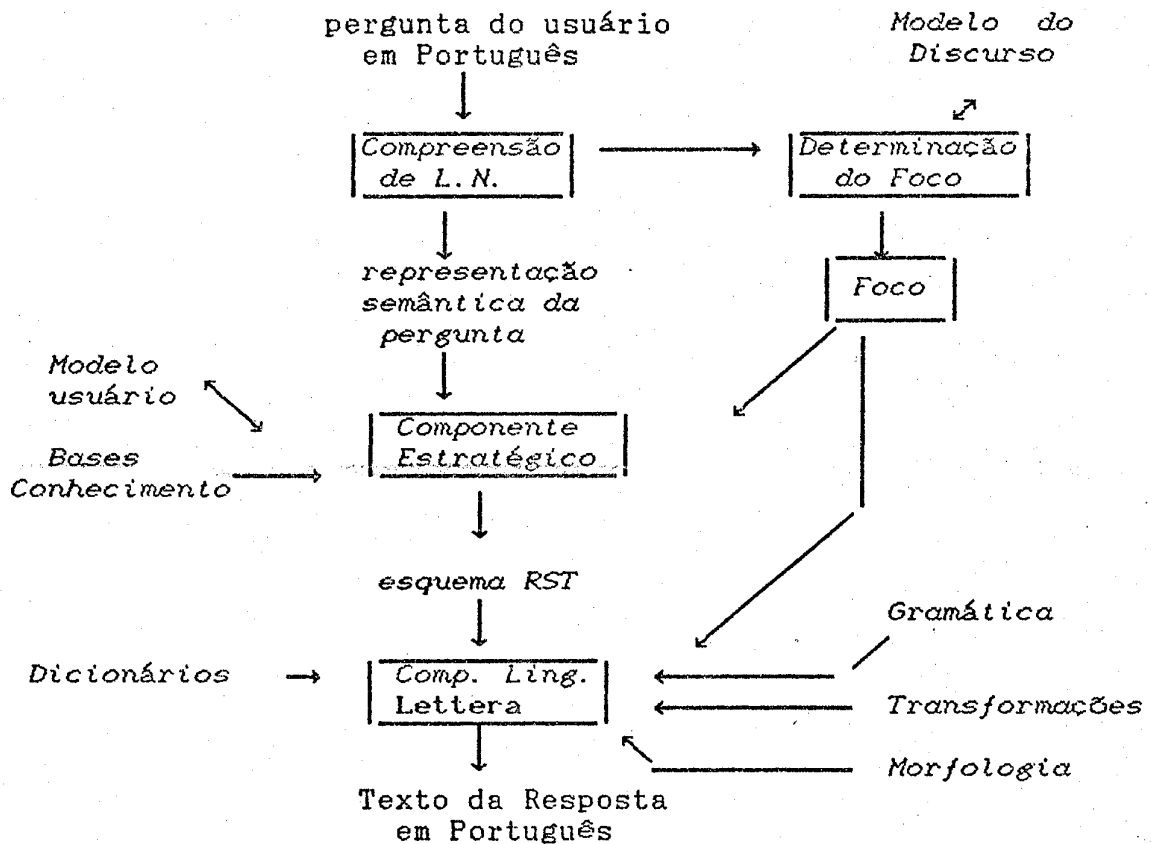 pergunta do usuário
em Português
Modelo do
Discurso
Compreensão
de L.N.
Determinação
do Foco
representação
semântica da
pergunta
Foco
Modelo
usuário
Componente
Estratégico
Bases
Conhecimento
esquema RST
Gramática
Dicionários
Comp. Ling.
Lettera
Transformações
Morfologia
Texto da Resposta
em Português